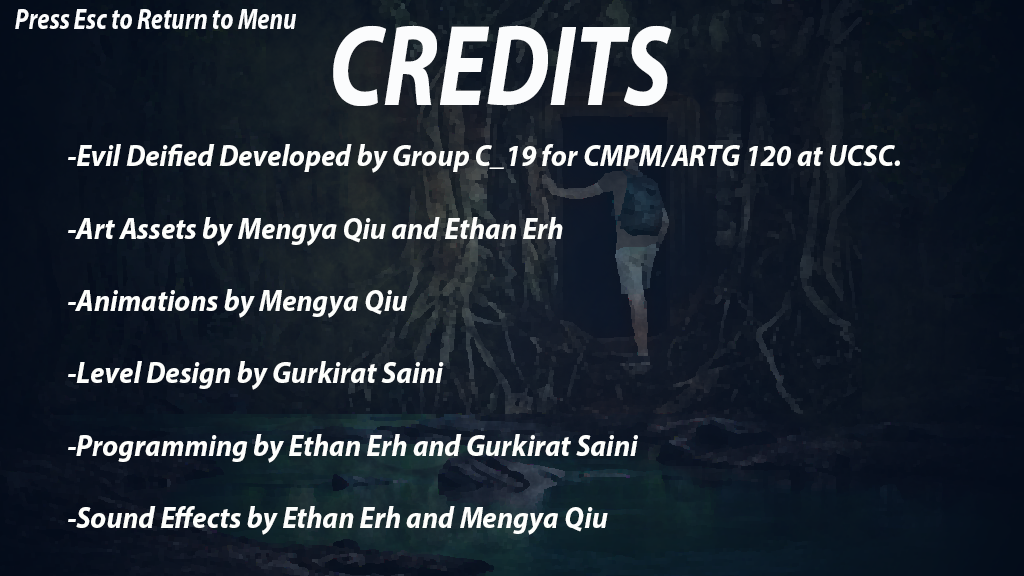 Press Esc to Return to Menu
CREDITS
-Evil Deified Developed by Group C_19 for CMPM/ARTG 120 at UCSC.
-Art Assets by Mengya Qiu and Ethan Erh
-Animations by Mengya Qiu
-Level Design by Gurkirat Saini
-Programming by Ethan Erh and Gurkirat Saini
-Sound Effects by Ethan Erh and Mengya Qiu